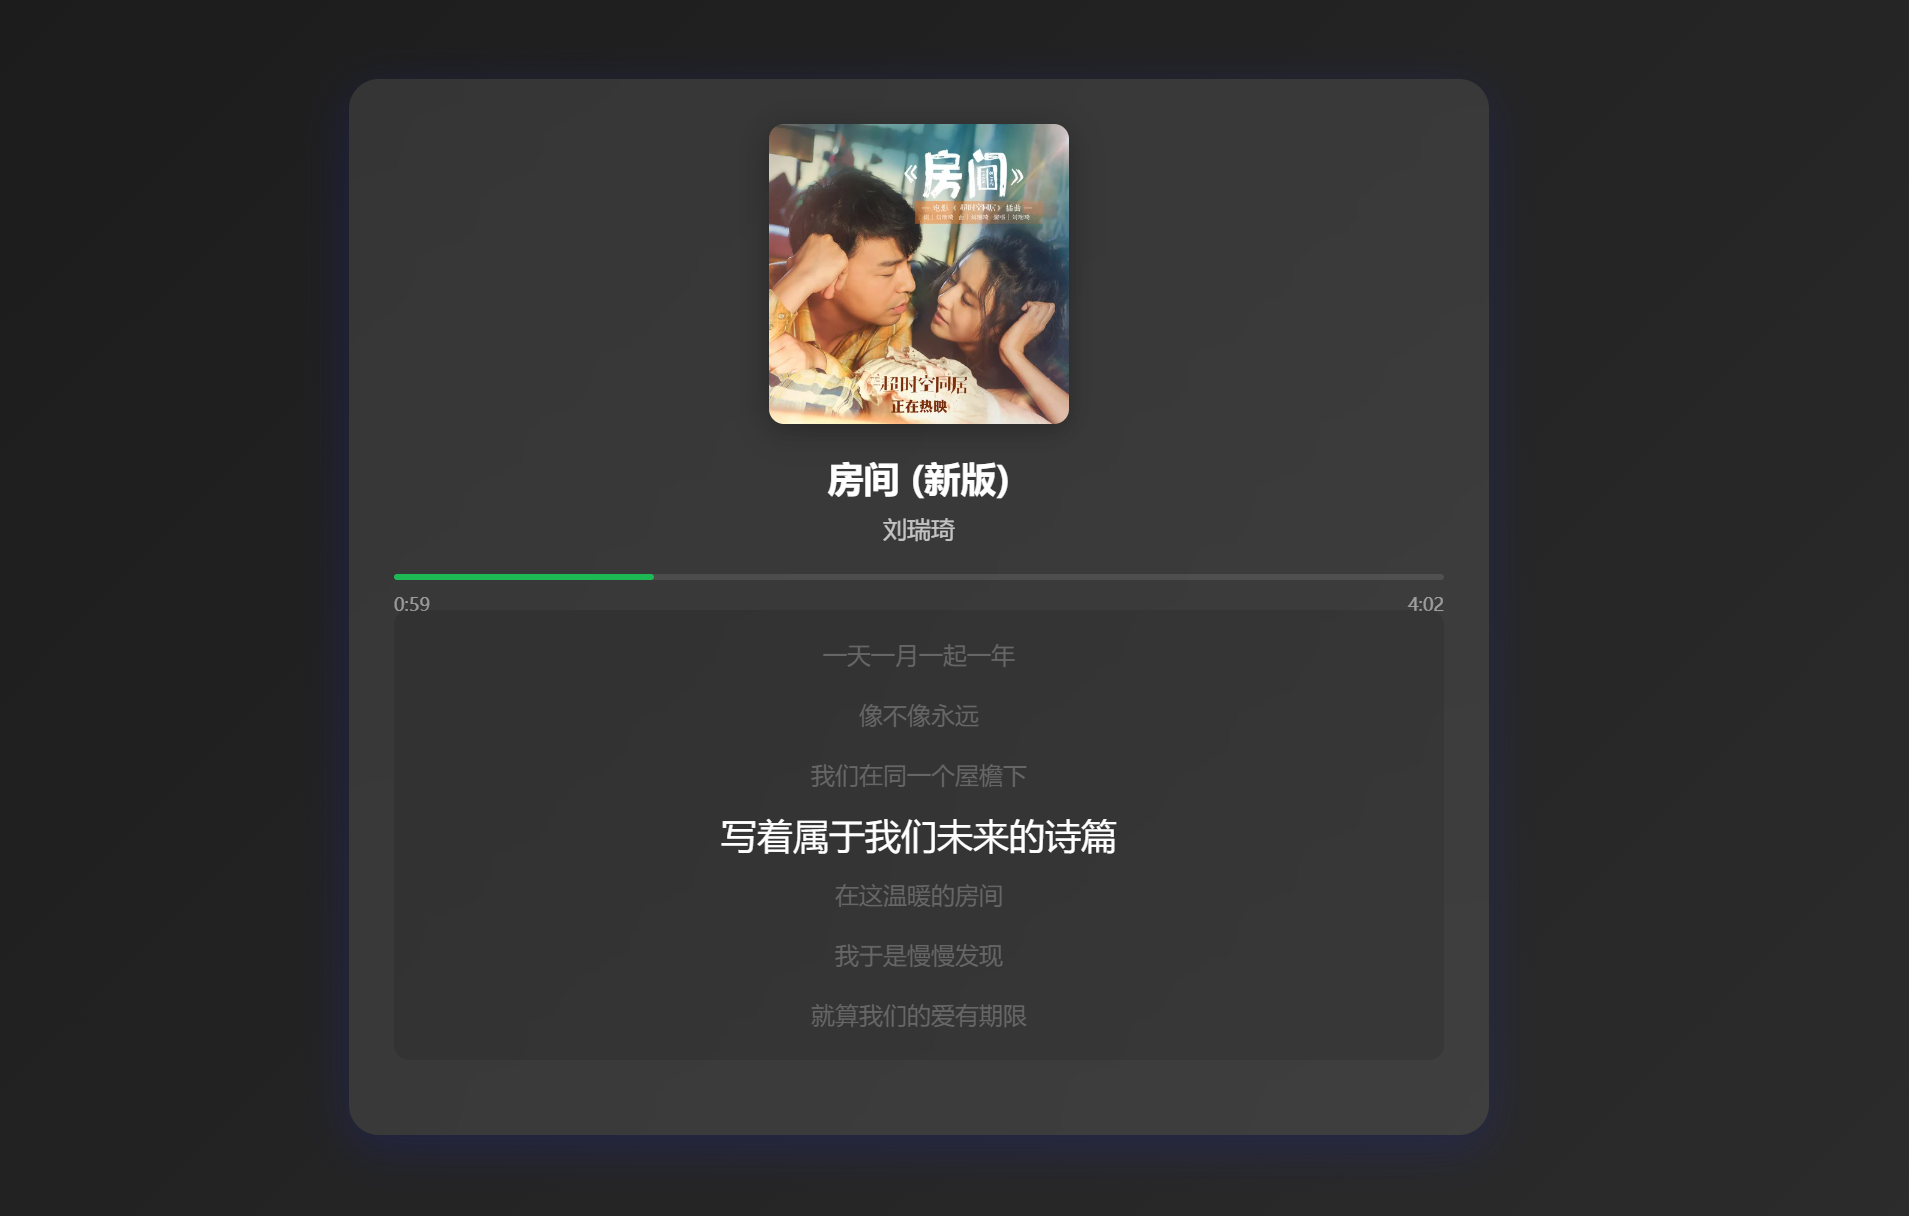 《房间》
电影《超时空同居》插曲
超时空同居
正在热映
房间 (新版)
刘瑞琦
0:59
4:02
一天一月一起一年
像不像永远
我们在同一个屋檐下
写着属于我们未来的诗篇
在这温暖的房间
我于是慢慢发现
就算我们的爱有期限